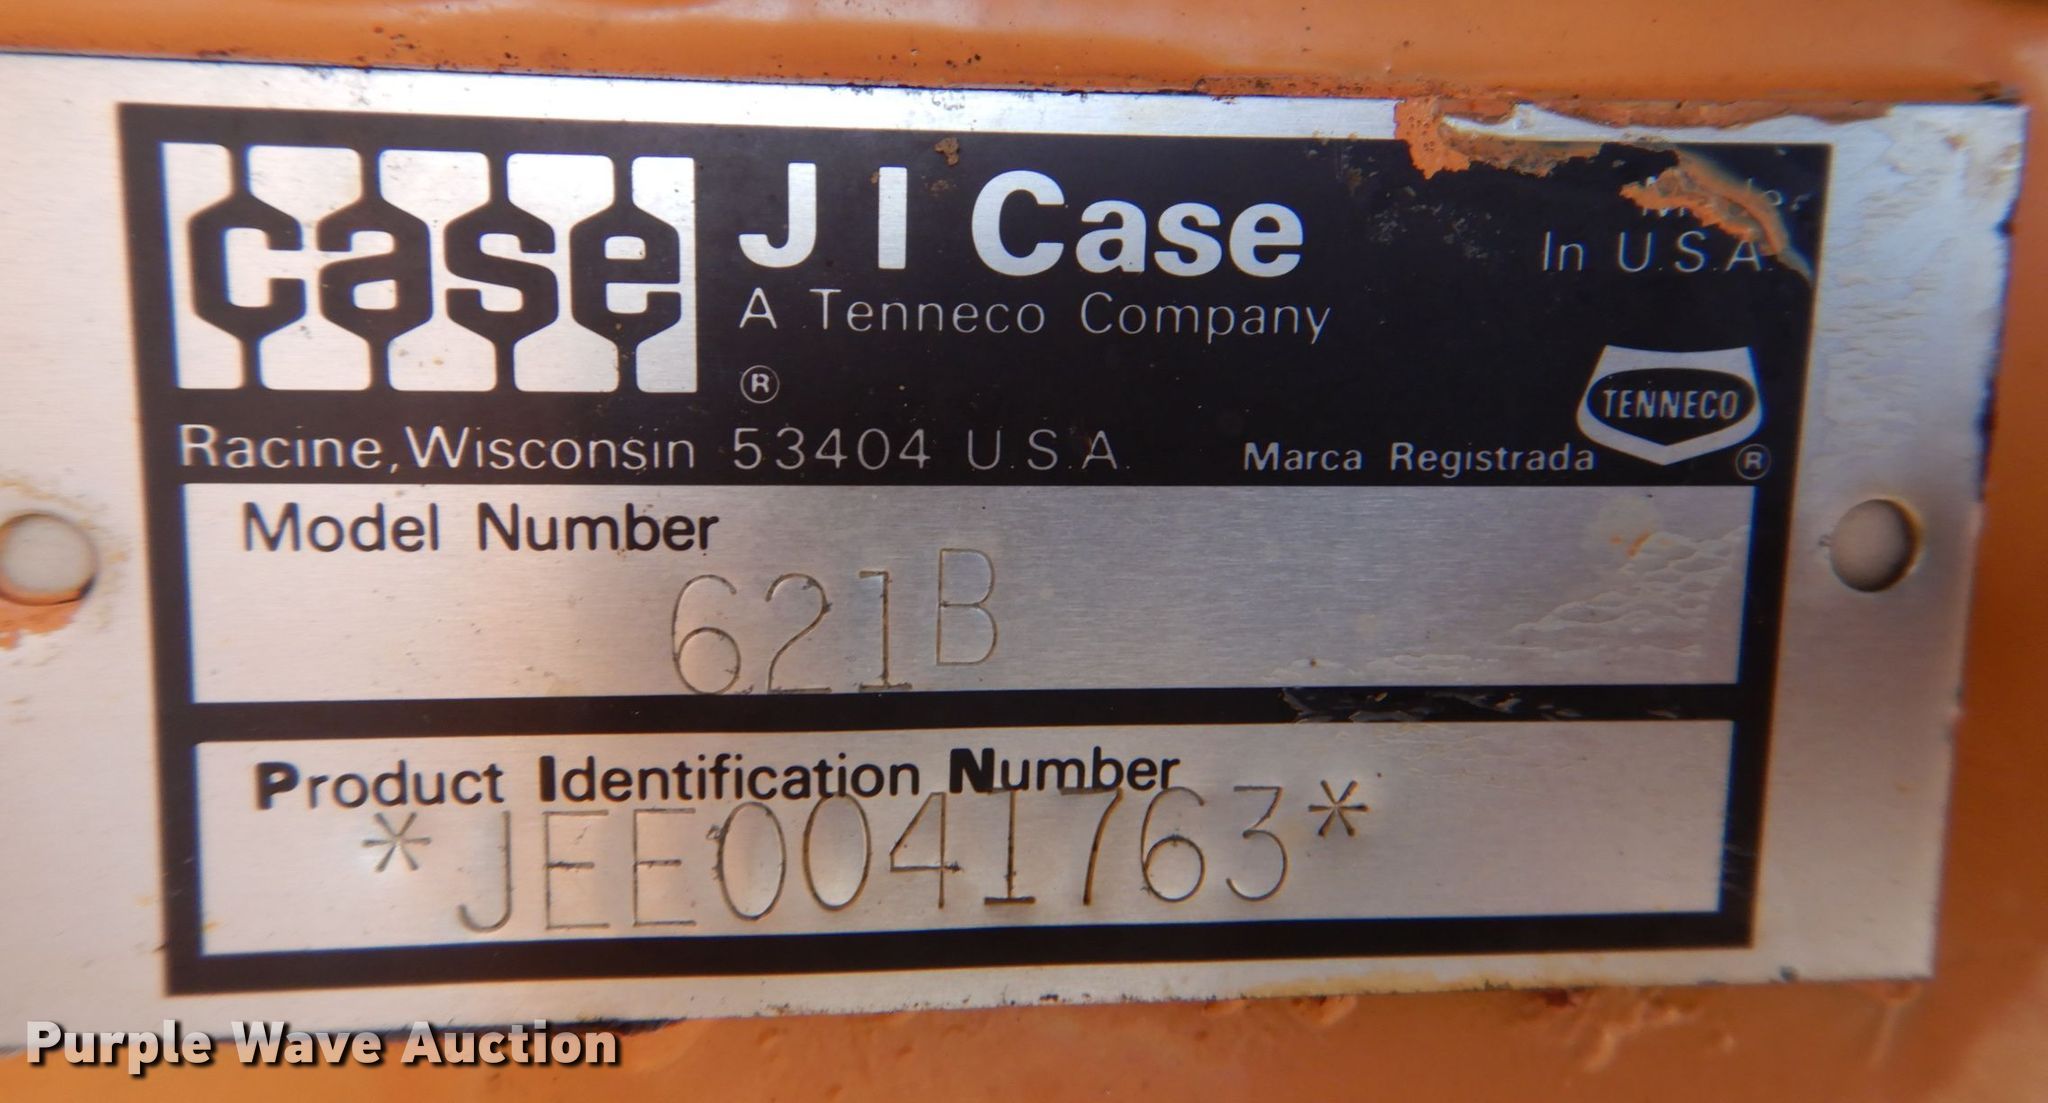 case
J I Case
A Tenneco Company
®
In U.S.A.
TENNECO
®
Racine, Wisconsin 53404 U.S.A.
Marca Registrada
Model Number
621B
Product Identification Number
*JEE0041763*
Purple Wave Auction